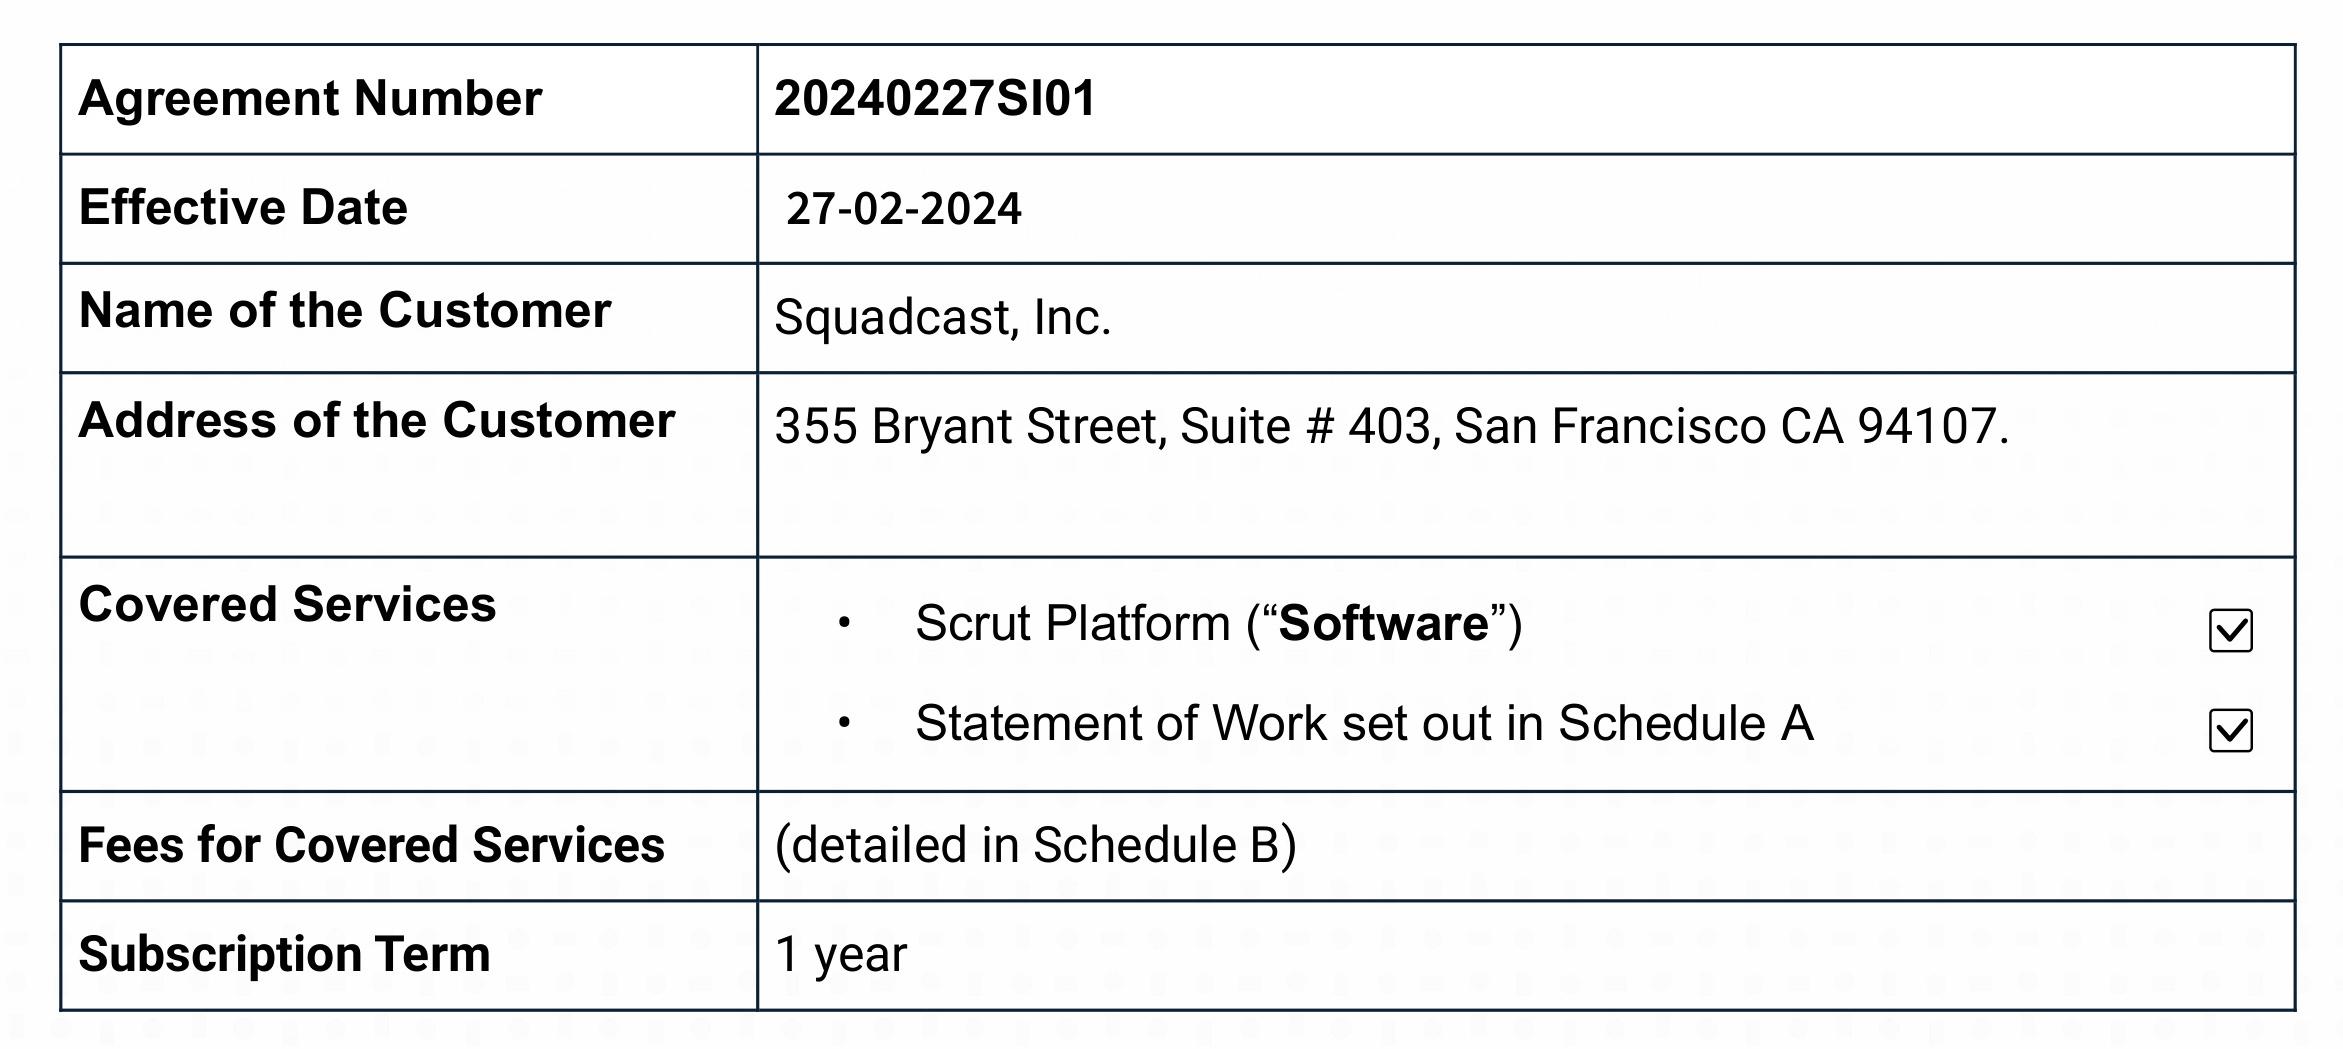 Agreement Number 20240227SI01
Effective Date 27-02-2024
Name of the Customer Squadcast, Inc.
Address of the Customer 355 Bryant Street, Suite # 403, San Francisco CA 94107.
Covered Services • Scrut Platform (“Software”) ☑
• Statement of Work set out in Schedule A ☑
Fees for Covered Services (detailed in Schedule B)
Subscription Term 1 year